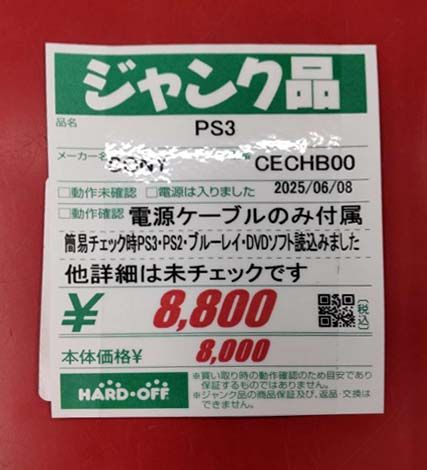 ジャンク品
品名
PS3
メーカー名
SONY
CECHB00
□動作未確認 □電源は入りました 2025/06/08
□動作確認 電源ケーブルのみ付属
簡易チェック時PS3・PS2・ブルーレイ・DVDソフト読込みました
他詳細は未チェックです
¥ 8,800 (税込)
本体価格¥ 8,000
HARD・OFF
※買い取り時の動作確認のため目安であり
保証するものではありません。
※ジャンク品の商品保証及び、返品・交換は
できません。